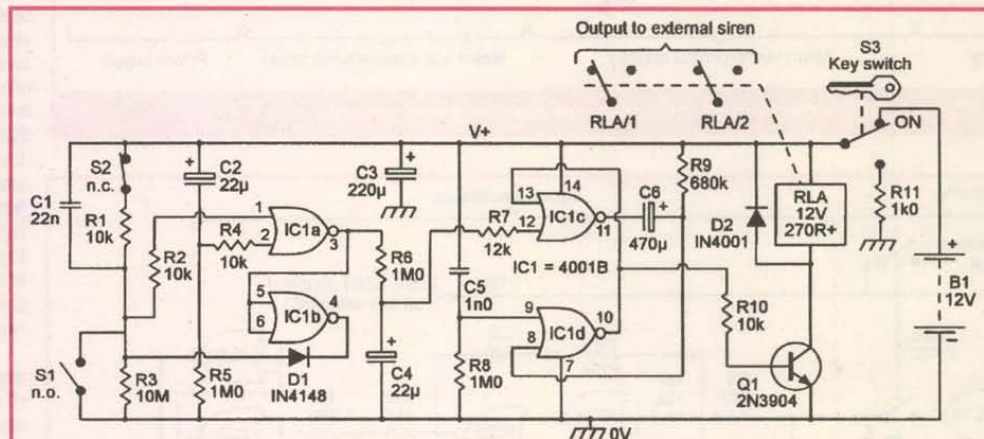 Output to external siren
S3
Key switch
RLA/1
RLA/2
ON
V+
S2
n.c.
C1
22n
R1
10k
R2
10k
C2
22µ
+
R4
10k
1
2
3
IC1a
5
6
4
IC1b
D1
IN4148
S1
n.o.
R3
10M
R5
1M0
C3
220µ
+
R6
1M0
C4
22µ
+
R7
12k
C5
1n0
R8
1M0
13
12
14
11
IC1c
IC1 = 4001B
9
8
10
7
IC1d
C6
470µ
+
R9
680k
R10
10k
D2
IN4001
RLA
12V
270R+
R11
1k0
Q1
2N3904
+
B1
12V
-
0V